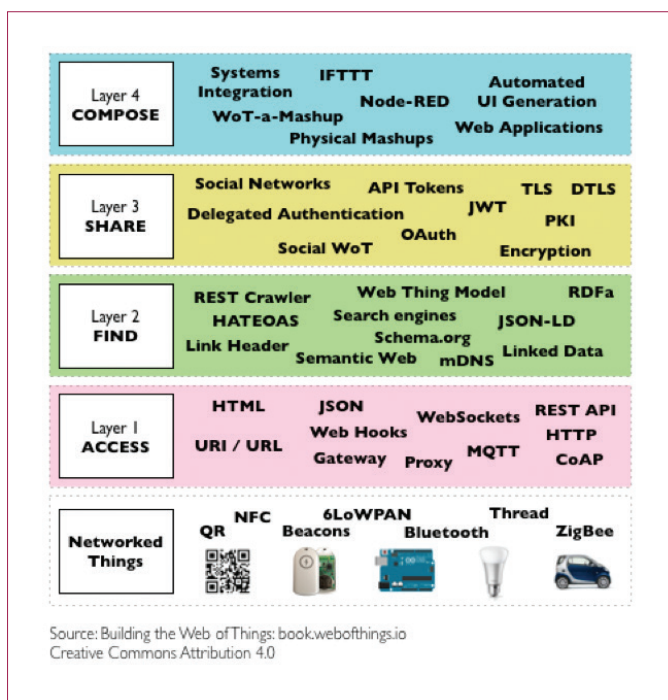 Layer 4
COMPOSE
Systems
Integration
IFTTT
Node-RED
Automated
UI Generation
WoT-a-Mashup
Physical Mashups
Web Applications
Layer 3
SHARE
Social Networks
API Tokens
TLS
DTLS
Delegated Authentication
JWT
PKI
OAuth
Social WoT
Encryption
Layer 2
FIND
REST Crawler
Web Thing Model
RDFa
HATEOAS
Search engines
JSON-LD
Link Header
Schema.org
Semantic Web
mDNS
Linked Data
Layer 1
ACCESS
HTML
JSON
WebSockets
REST API
Web Hooks
HTTP
URI / URL
Gateway
Proxy
MQTT
CoAP
Networked
Things
QR
NFC
Beacons
6LoWPAN
Bluetooth
Thread
ZigBee
Source: Building the Web of Things: book.webofthings.io
Creative Commons Attribution 4.0